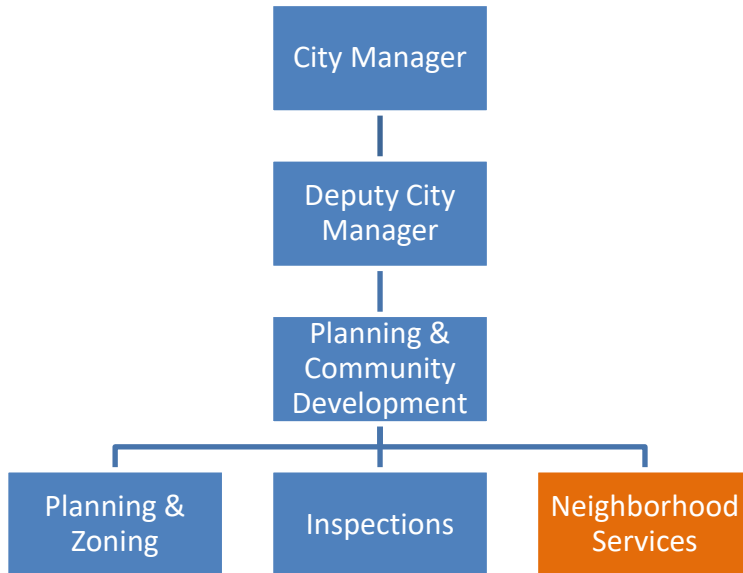 City Manager
Deputy City
Manager
Planning &
Community
Development
Planning &
Zoning
Inspections
Neighborhood
Services